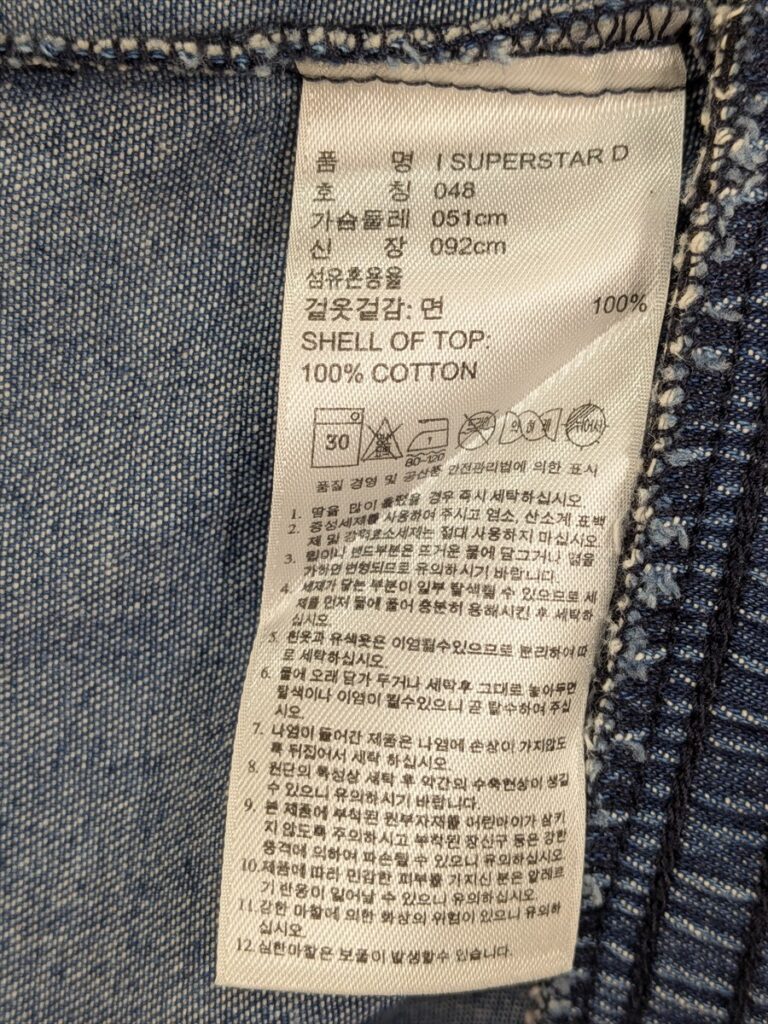 품 명 I SUPERSTAR D
호 칭 048
가슴둘레 051cm
신 장 092cm
섬유혼용율
겉옷겉감: 면 100%
SHELL OF TOP:
100% COTTON
30 1 80-120 드라이 약하게 뉘어서
품질 경영 및 공산품 안전관리법에 의한 표시
1. 땀을 많이 흘렸을 경우 즉시 세탁하십시오.
2. 중성세제를 사용하여 주시고 염소, 산소계 표백
제 및 강력효소세제는 절대 사용하지 마십시오.
3. 립이나 밴드부분은 뜨거운 물에 담그거나 열을
가하면 변형되므로 유의하시기 바랍니다.
4. 세제가 닿는 부분이 일부 탈색될 수 있으므로 세
제를 먼저 물에 풀어 충분히 용해시킨 후 세탁하
십시오.
5. 흰옷과 유색옷은 이염될수있으므로 분리하여 따
로 세탁하십시오.
6. 물에 오래 담가 두거나 세탁후 그대로 놓아두면
탈색이나 이염이 될수있으니 곧 탈수하여 주십
시오.
7. 나염이 들어간 제품은 나염에 손상이 가지않도
록 뒤집어서 세탁 하십시오.
8. 원단의 특성상 세탁 후 약간의 수축현상이 생길
수 있으니 유의하시기 바랍니다.
9. 본 제품에 부착된 원부자재를 어린아이가 삼키
지 않도록 주의하시고 부착된 장신구 등은 강한
충격에 의하여 파손될 수 있으니 유의하십시오.
10. 제품에 따라 민감한 피부를 가지신 분은 알레르
기 반응이 일어날 수 있으니 유의하십시오.
11. 강한 마찰에 의한 화상의 위험이 있으니 유의하
십시오.
12. 심한마찰은 보풀이 발생할수 있습니다.